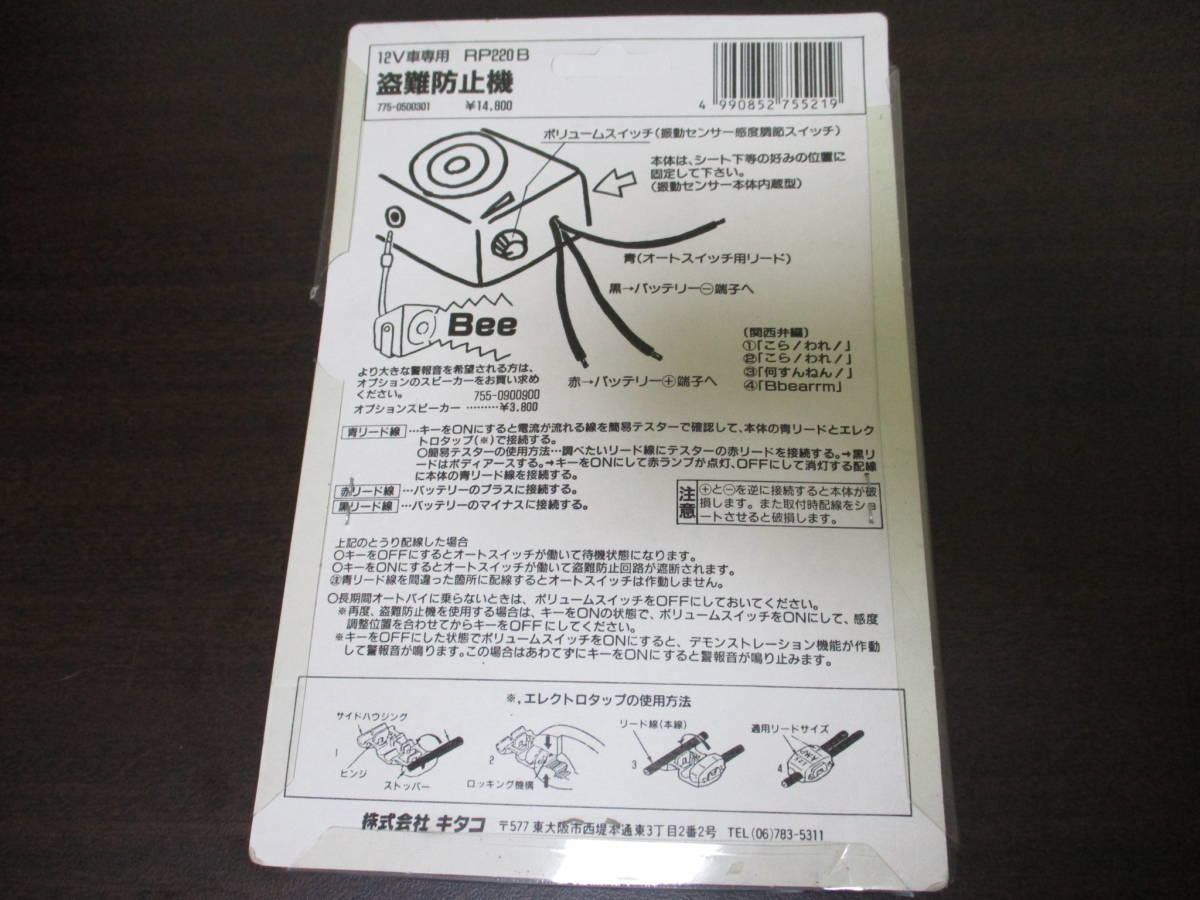 12V車専用 RP220B
盗難防止機
775-0500301 ¥14,800
4 990852 755219
ボリュームスイッチ(振動センサー感度調節スイッチ)
本体は、シート下等の好みの位置に
固定して下さい。
(振動センサー本体内蔵型)
青(オートスイッチ用リード)
黒→バッテリー⊖端子へ
Bee
(関西弁編)
①「こら!われ!」
②「こら!われ!」
③「何すんねん!」
④「Bbearrm」
より大きな警報音を希望される方は、
オプションのスピーカーをお買い求め
ください。 755-0900900
オプションスピーカー………¥3,800
赤→バッテリー⊕端子へ
青リード線…キーをONにすると電流が流れる線を簡易テスターで確認して、本体の青リードとエレク
トロタップ(※)で接続する。
○簡易テスターの使用方法…調べたいリード線にテスターの赤リードを接続する。→黒リ
ードはボディアースする。→キーをONにして赤ランプが点灯、OFFにして消灯する配線
に本体の青リード線を接続する。
赤リード線…バッテリーのプラスに接続する。
黒リード線…バッテリーのマイナスに接続する。
注意
⊕と⊖を逆に接続すると本体が破
損します。また取付時配線をショ
ートさせると破損します。
上記のとうり配線した場合
○キーをOFFにするとオートスイッチが働いて待機状態になります。
○キーをONにするとオートスイッチが働いて盗難防止回路が遮断されます。
㊟青リード線を間違った箇所に配線するとオートスイッチは作動しません。
○長期間オートバイに乗らないときは、ボリュームスイッチをOFFにしておいてください。
※再度、盗難防止機を使用する場合は、キーをONの状態で、ボリュームスイッチをONにして、感度
調整位置を合わせてからキーをOFFにしてください。
※キーをOFFにした状態でボリュームスイッチをONにすると、デモンストレーション機能が作動
して警報音が鳴ります。この場合はあわてずにキーをONにすると警報音が鳴り止みます。
※.エレクトロタップの使用方法
サイドハウジング
1
ヒンジ
ストッパー
2
ロッキング機構
リード線(本線)
3
適用リードサイズ
4
株式会社 キタコ 〒577 東大阪市西堤本通東3丁目2番2号 TEL(06)783-5311